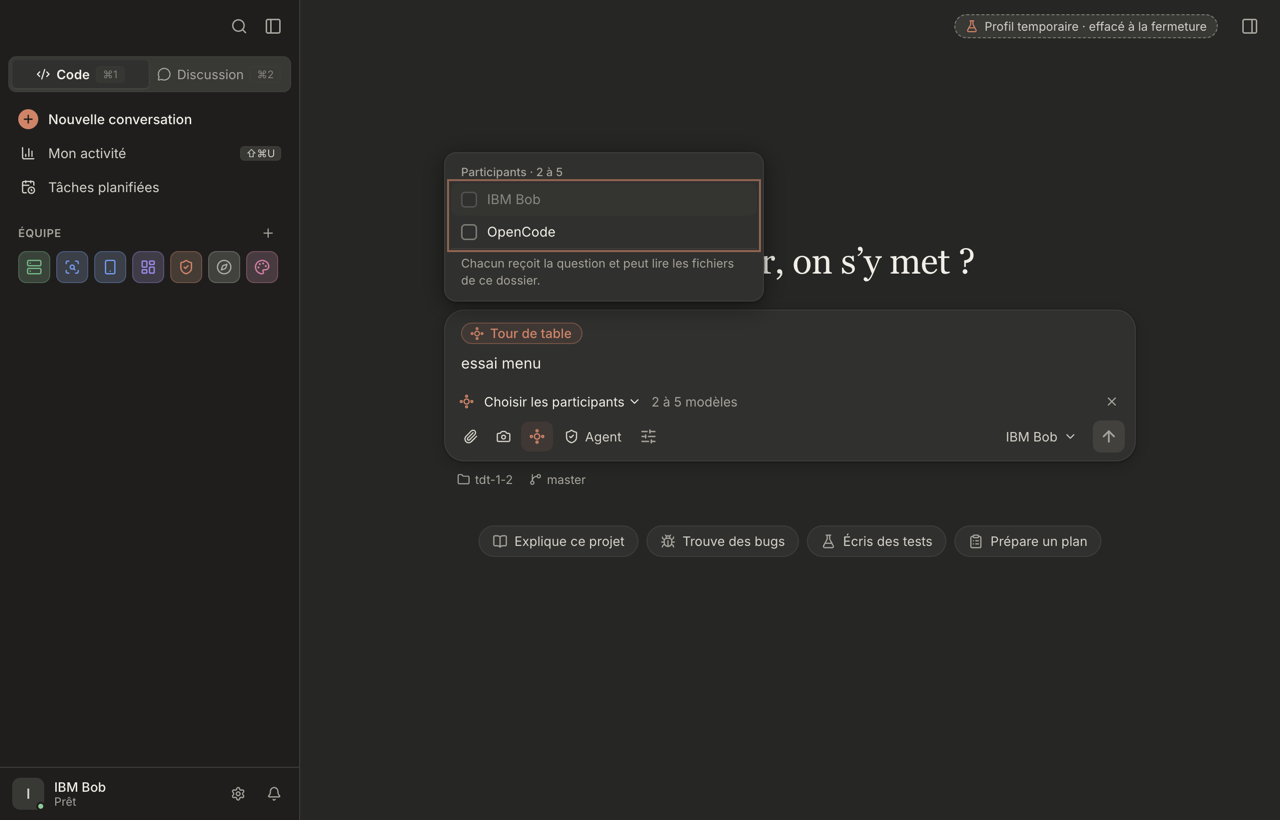 Profil temporaire · effacé à la fermeture
Code ⌘1
Discussion ⌘2
Nouvelle conversation
Mon activité ⇧⌘U
Tâches planifiées
ÉQUIPE
Participants · 2 à 5
IBM Bob
OpenCode
Chacun reçoit la question et peut lire les fichiers
de ce dossier.
r, on s’y met ?
Tour de table
essai menu
Choisir les participants 2 à 5 modèles
Agent
IBM Bob
tdt-1-2 master
Explique ce projet
Trouve des bugs
Écris des tests
Prépare un plan
I
IBM Bob
Prêt